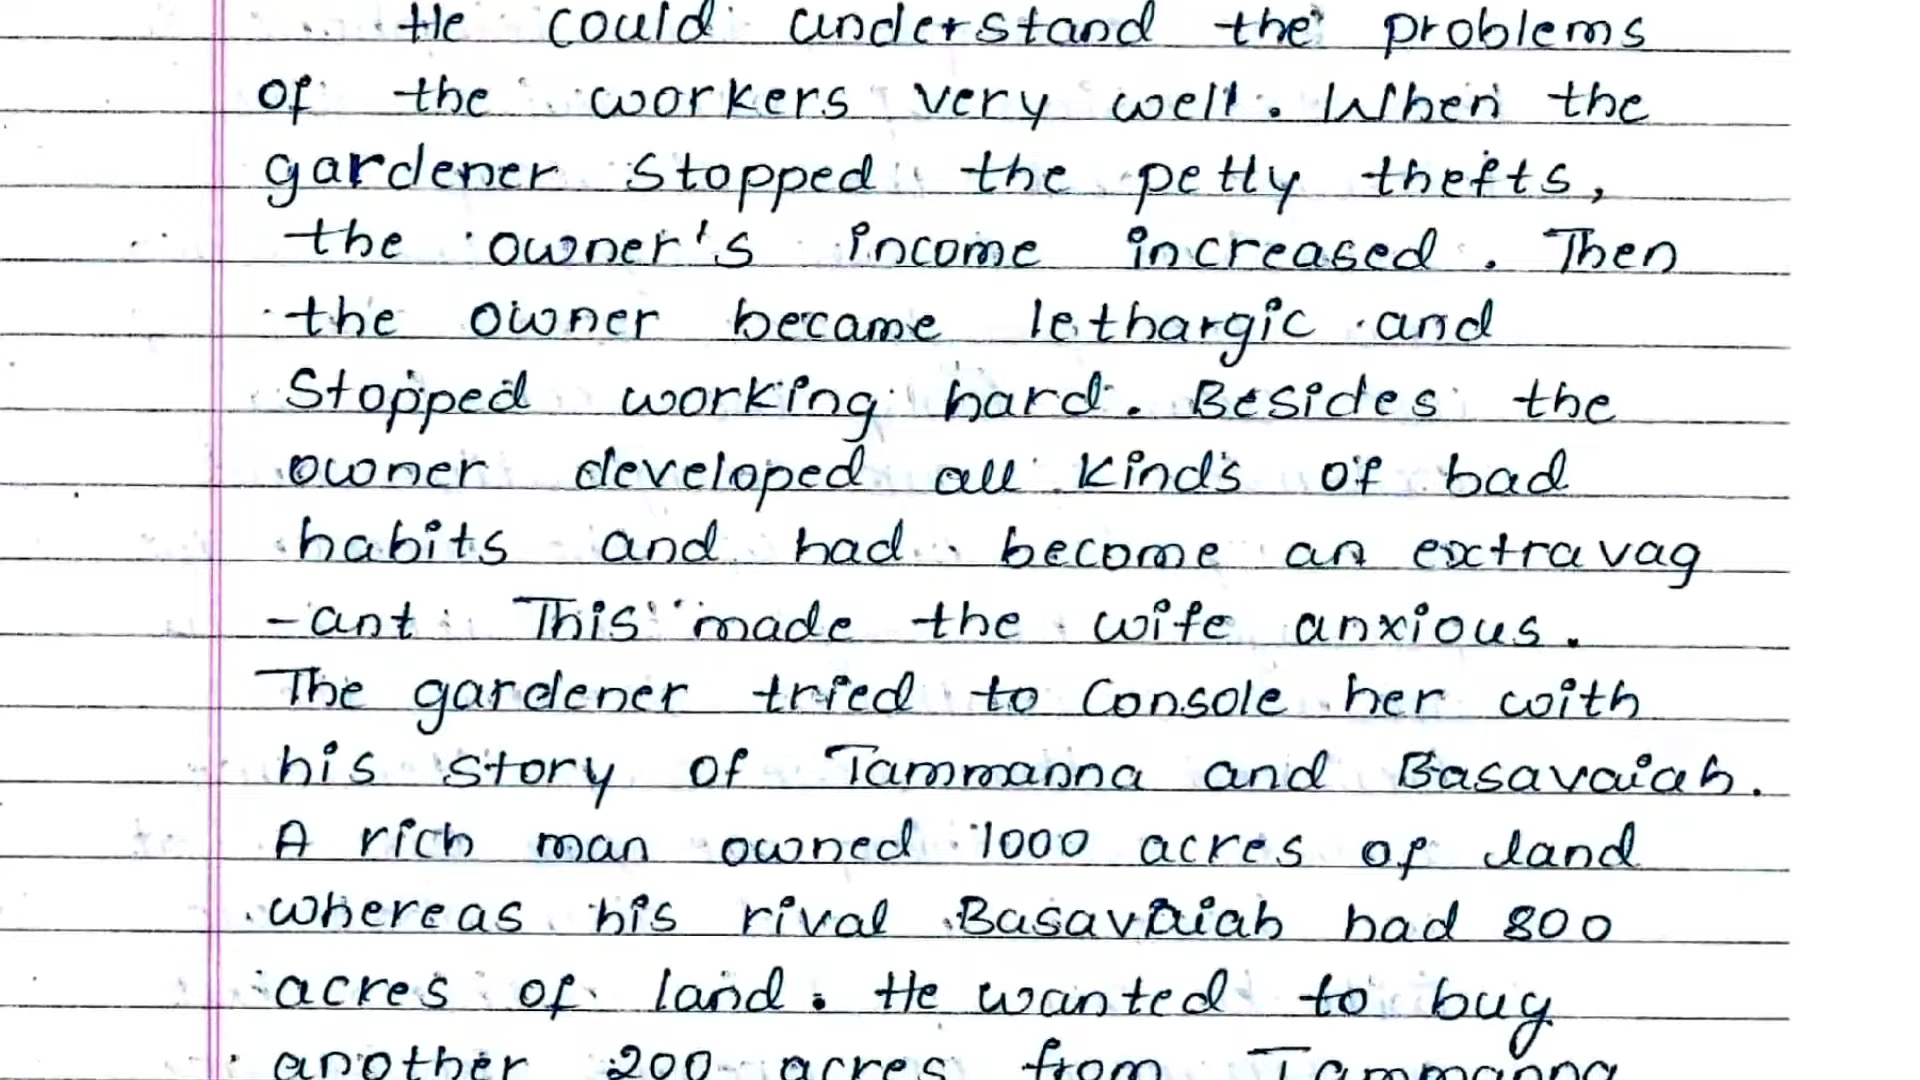 He could understand the problems
of the workers very well. When the
gardener stopped the petty thefts,
the owner's income increased. Then
the owner became lethargic and
stopped working hard. Besides the
owner developed all kinds of bad
habits and had become an extravag
-ant. This made the wife anxious.
The gardener tried to console her with
his story of Tammanna and Basavaiah.
A rich man owned 1000 acres of land
whereas his rival Basavaiah had 800
acres of land. He wanted to buy
another 200 acres from Tammanna